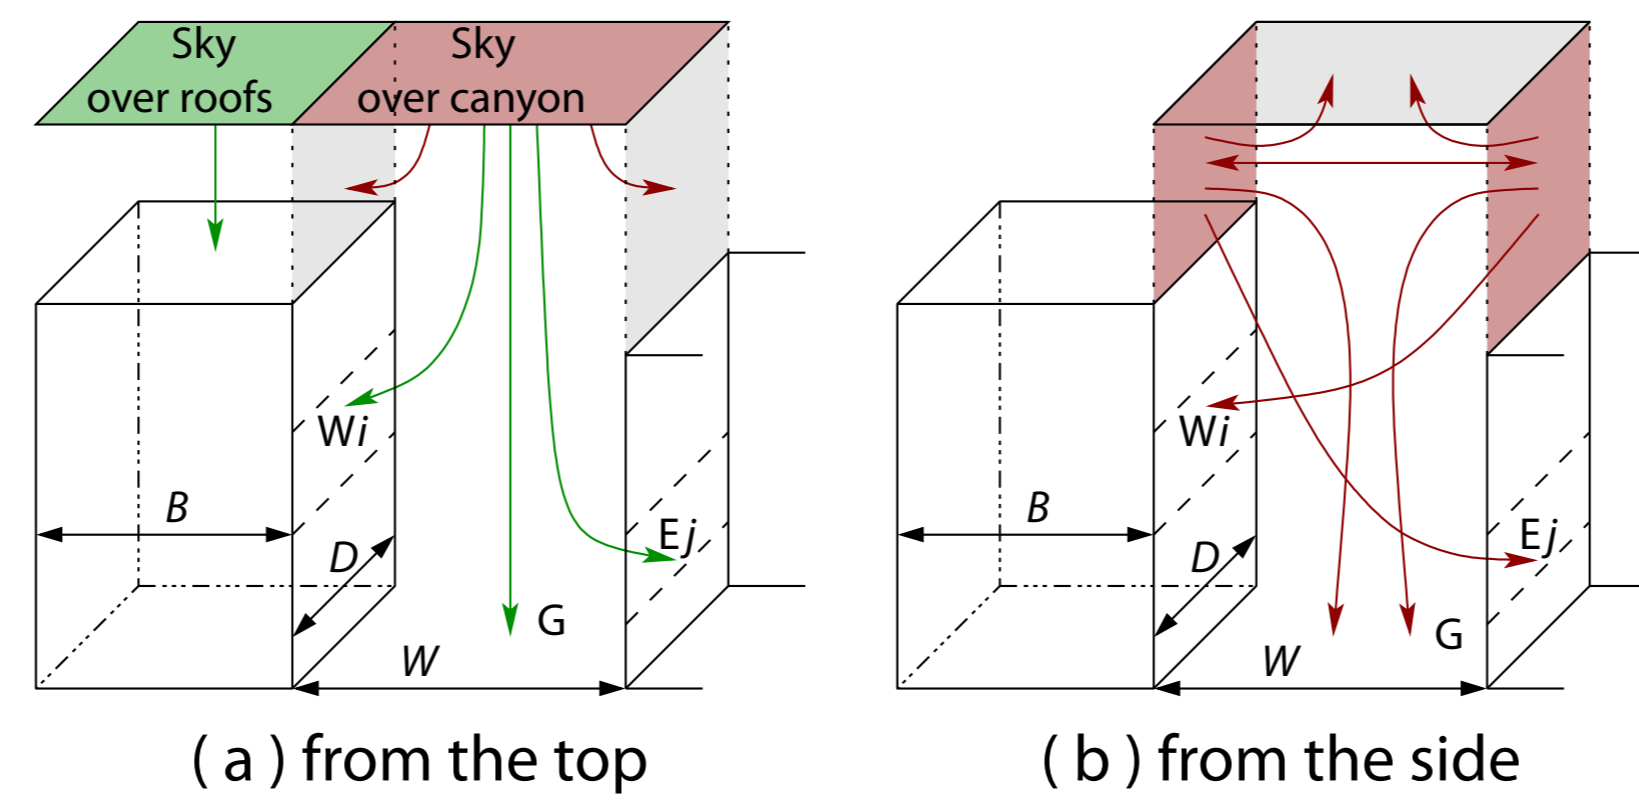 Sky
over roofs
Sky
over canyon
Wi
B
D
Ej
G
W
( a ) from the top
Wi
B
D
Ej
G
W
( b ) from the side